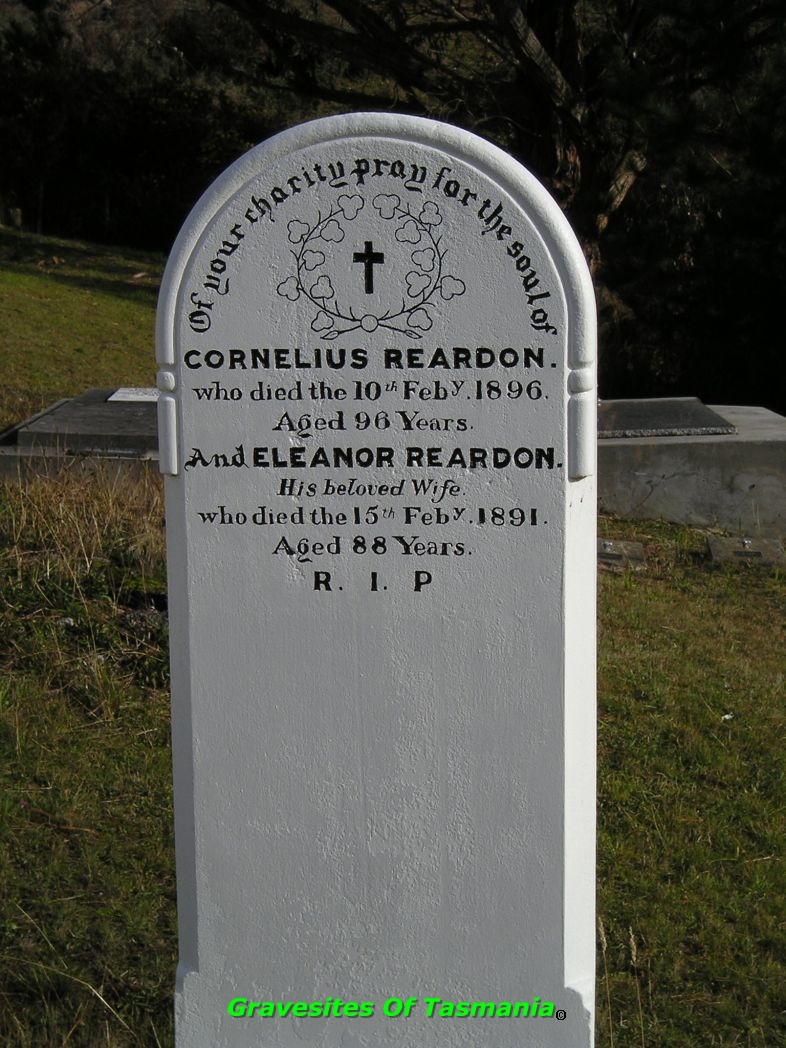 Of your charity pray for the soul of
CORNELIUS REARDON.
who died the 10th Feby. 1896.
Aged 96 Years.
And ELEANOR REARDON.
His beloved Wife.
who died the 15th Feby. 1891.
Aged 88 Years.
R. I. P
Gravesites Of Tasmania ©